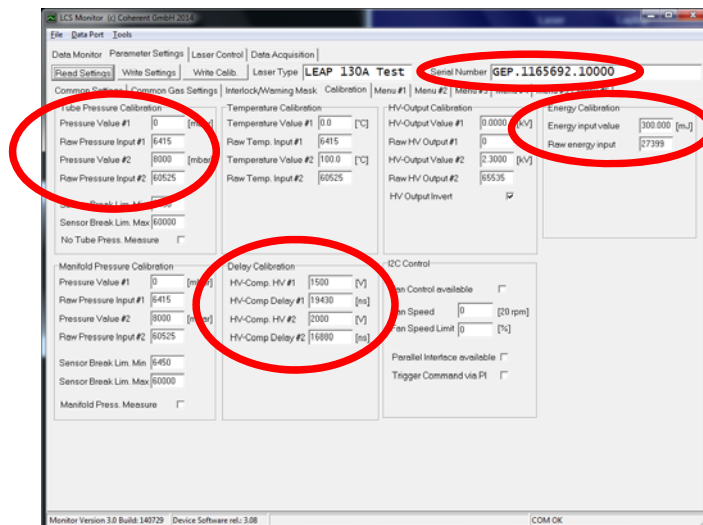 LCS Monitor (c) Coherent GmbH 2014
File Data Port Tools
Data Monitor Parameter Settings Laser Control Data Acquisition
Read Settings Write Settings Write Calib. Laser Type LEAP 130A Test Serial Number GEP.1165692.10000
Common Settings Common Gas Settings Interlock/Warning Mask Calibration Menu #1 Menu #2
Tube Pressure Calibration
Pressure Value #1 0
Raw Pressure Input #1 6415
Pressure Value #2 8000 [mbar]
Raw Pressure Input #2 60525
Sensor Break Lim. Max 60000
No Tube Press. Measure
Temperature Calibration
Temperature Value #1 0.0 [°C]
Raw Temp. Input #1 6415
Temperature Value #2 100.0 [°C]
Raw Temp. Input #2 60525
HV-Output Calibration
HV-Output Value #1 0.0000 [kV]
Raw HV Output #1 0
HV-Output Value #2 2.3000 [kV]
Raw HV Output #2 65535
HV Output Invert
Energy Calibration
Energy input value 300.000 [mJ]
Raw energy input 27399
Manifold Pressure Calibration
Pressure Value #1 0
Raw Pressure Input #1 6415
Pressure Value #2 8000
Raw Pressure Input #2 60525
Sensor Break Lim. Min 6450
Sensor Break Lim. Max 60000
Manifold Press. Measure
Delay Calibration
HV-Comp. HV #1 1500 [V]
HV-Comp Delay #1 19430 [ns]
HV-Comp. HV #2 2000 [V]
HV-Comp Delay #2 16880 [ns]
I2C Control
Fan Control available
Fan Speed 0 [20 rpm]
Fan Speed Limit 0 [%]
Parallel Interface available
Trigger Command via PI
Monitor Version 3.0 Build: 140729 Device Software rel.: 3.08 COM OK